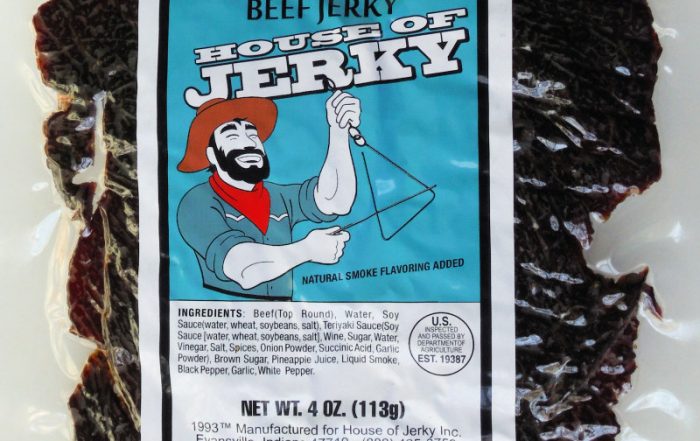 BEEF JERKY
HOUSE OF
JERKY
NATURAL SMOKE FLAVORING ADDED
INGREDIENTS: Beef(Top Round), Water, Soy
Sauce(water, wheat, soybeans, salt), Teriyaki Sauce(Soy
Sauce [water, wheat, soybeans, salt], Wine, Sugar, Water,
Vinegar, Salt, Spices, Onion Powder, Succinic Acid, Garlic
Powder), Brown Sugar, Pineapple Juice, Liquid Smoke,
Black Pepper, Garlic, White Pepper.
U.S.
INSPECTED
AND PASSED BY
DEPARTMENT OF
AGRICULTURE
EST. 19387
NET WT. 4 OZ. (113g)
1993™ Manufactured for House of Jerky Inc.
Evansville, Indiana